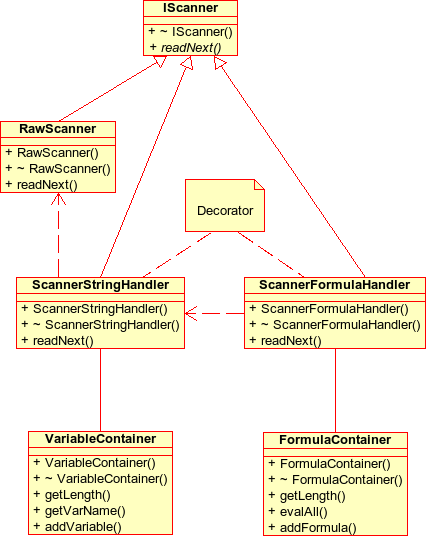 IScanner
+ ~ IScanner()
+ readNext()
RawScanner
+ RawScanner()
+ ~ RawScanner()
+ readNext()
Decorator
ScannerStringHandler
+ ScannerStringHandler()
+ ~ ScannerStringHandler()
+ readNext()
ScannerFormulaHandler
+ ScannerFormulaHandler()
+ ~ ScannerFormulaHandler()
+ readNext()
VariableContainer
+ VariableContainer()
+ ~ VariableContainer()
+ getLength()
+ getVarName()
+ addVariable()
FormulaContainer
+ FormulaContainer()
+ ~ FormulaContainer()
+ getLength()
+ evalAll()
+ addFormula()